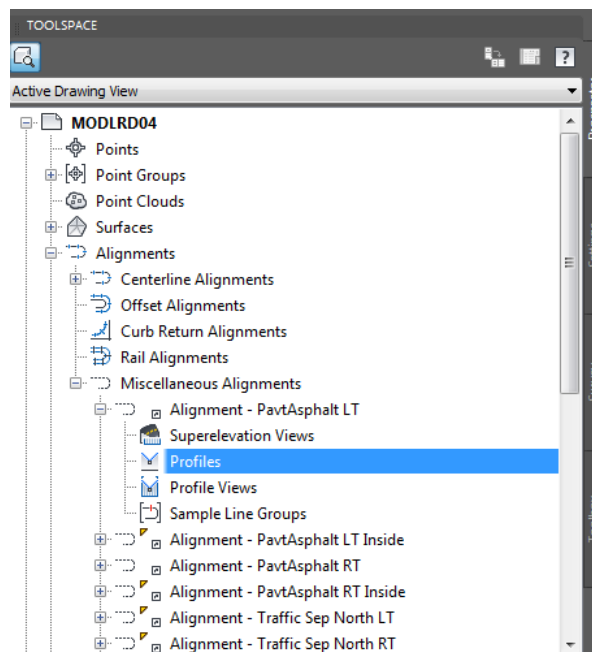 TOOLSPACE
?
Active Drawing View
MODLRD04
Points
Point Groups
Point Clouds
Surfaces
Alignments
Centerline Alignments
Offset Alignments
Curb Return Alignments
Rail Alignments
Miscellaneous Alignments
Alignment - PavtAsphalt LT
Superelevation Views
Profiles
Profile Views
Sample Line Groups
Alignment - PavtAsphalt LT Inside
Alignment - PavtAsphalt RT
Alignment - PavtAsphalt RT Inside
Alignment - Traffic Sep North LT
Alignment - Traffic Sep North RT